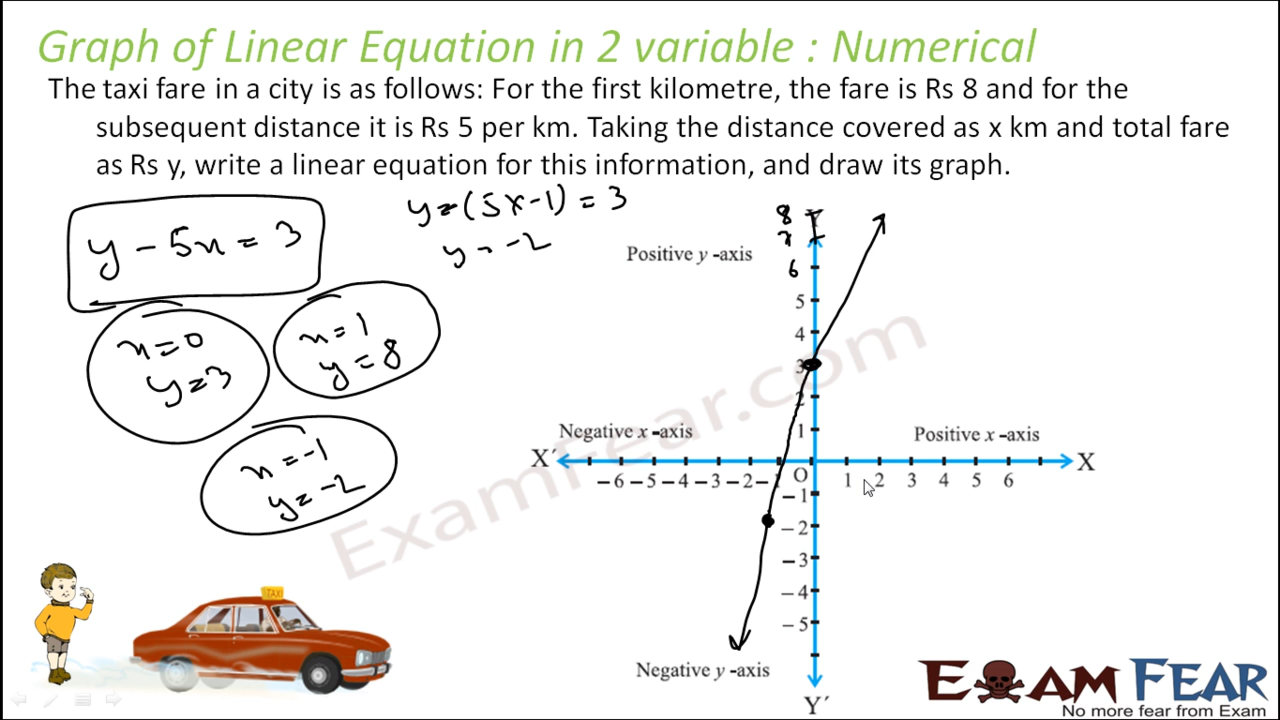 Graph of Linear Equation in 2 variable : Numerical
The taxi fare in a city is as follows: For the first kilometre, the fare is Rs 8 and for the
subsequent distance it is Rs 5 per km. Taking the distance covered as x km and total fare
as Rs y, write a linear equation for this information, and draw its graph.
y - 5x = 3
y - (5x-1) = 3
y = -2
x = 0
y = 3
x = 1
y = 8
x = -1
y = -2
8 Y
7
Positive y -axis
6
5
4
3
2
1
Negative x -axis
Positive x -axis
X′
O
X
-6 -5 -4 -3 -2 -1
1 2 3 4 5 6
-1
-2
-3
-4
-5
Negative y -axis
Y′
ExamFear.com
TAXI
EXAM FEAR
No more fear from Exam